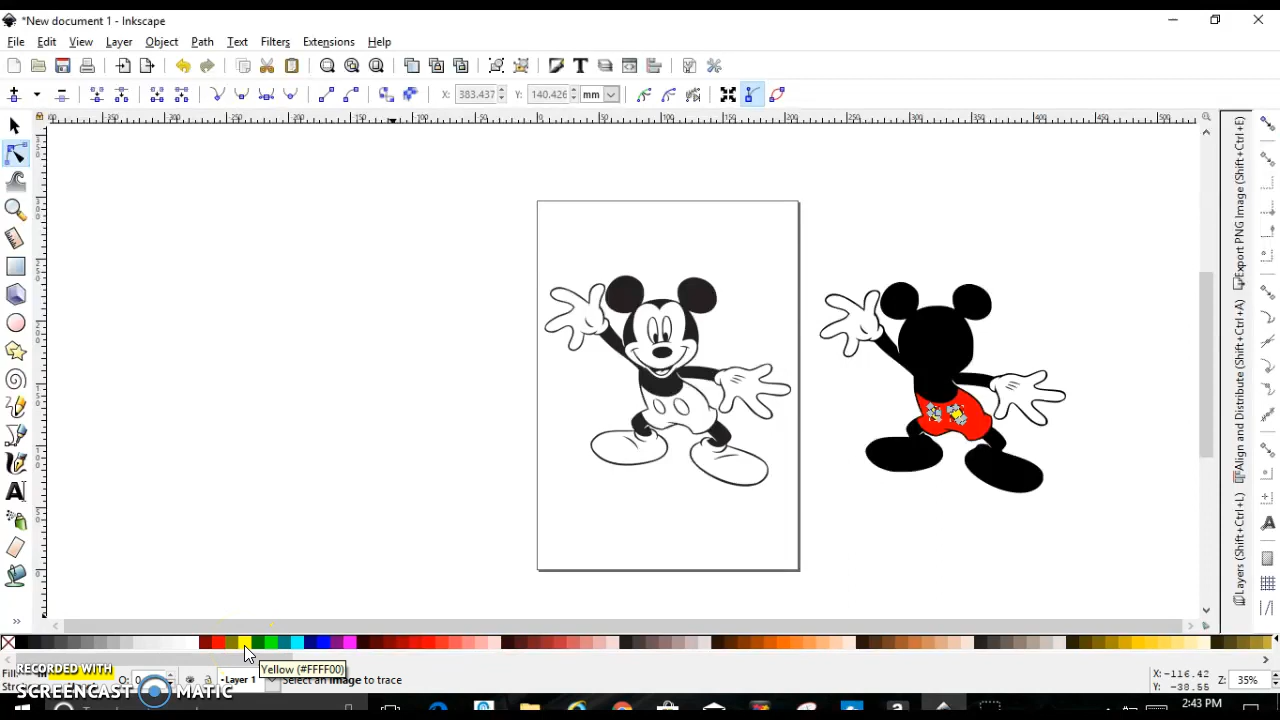 *New document 1 - Inkscape
File Edit View Layer Object Path Text Filters Extensions Help
X: 383.437 Y: 140.426 mm
Export PNG Image (Shift+Ctrl+E)
Align and Distribute (Shift+Ctrl+A)
Layers (Shift+Ctrl+L)
Yellow (#FFFF00)
RECORDED WITH
SCREENCAST MATIC
Fill:
O: 0
Layer 1
Select an image to trace
X: -116.42
Y: -38.55
Z: 35%
2:43 PM